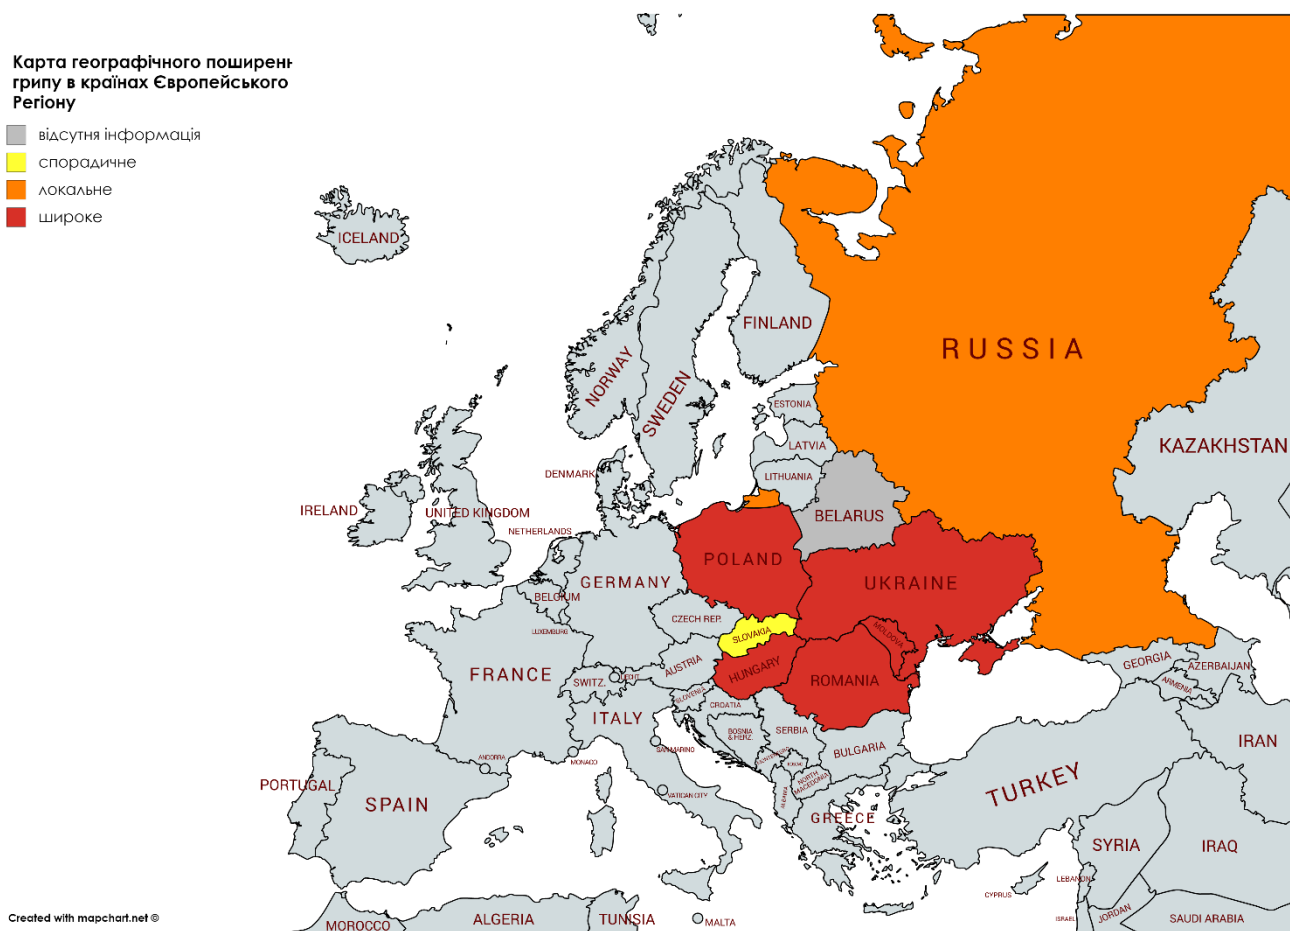 Карта географічного поширенн
грипу в країнах Європейського
Регіону
відсутня інформація
спорадичне
локальне
широке
ICELAND
FINLAND
NORWAY
SWEDEN
RUSSIA
ESTONIA
LATVIA
LITHUANIA
KAZAKHSTAN
DENMARK
IRELAND
UNITED KINGDOM
NETHERLANDS
BELARUS
POLAND
UKRAINE
GERMANY
BELGIUM
LUXEMBURG
CZECH REP.
SLOVAKIA
MOLDOVA
FRANCE
SWITZ.
LIECHT.
AUSTRIA
HUNGARY
ROMANIA
GEORGIA
AZERBAIJAN
ARMENIA
SLOVENIA
CROATIA
ITALY
BOSNIA
& HERZ.
SERBIA
BULGARIA
SAN MARINO
MONTENEGRO
KOSOVO
NORTH
MACEDONIA
ALBANIA
IRAN
ANDORRA
MONACO
PORTUGAL
SPAIN
VATICAN CITY
GREECE
TURKEY
SYRIA
IRAQ
CYPRUS
LEBANON
ISRAEL
JORDAN
SAUDI ARABIA
MOROCCO
ALGERIA
TUNISIA
MALTA
Created with mapchart.net ©